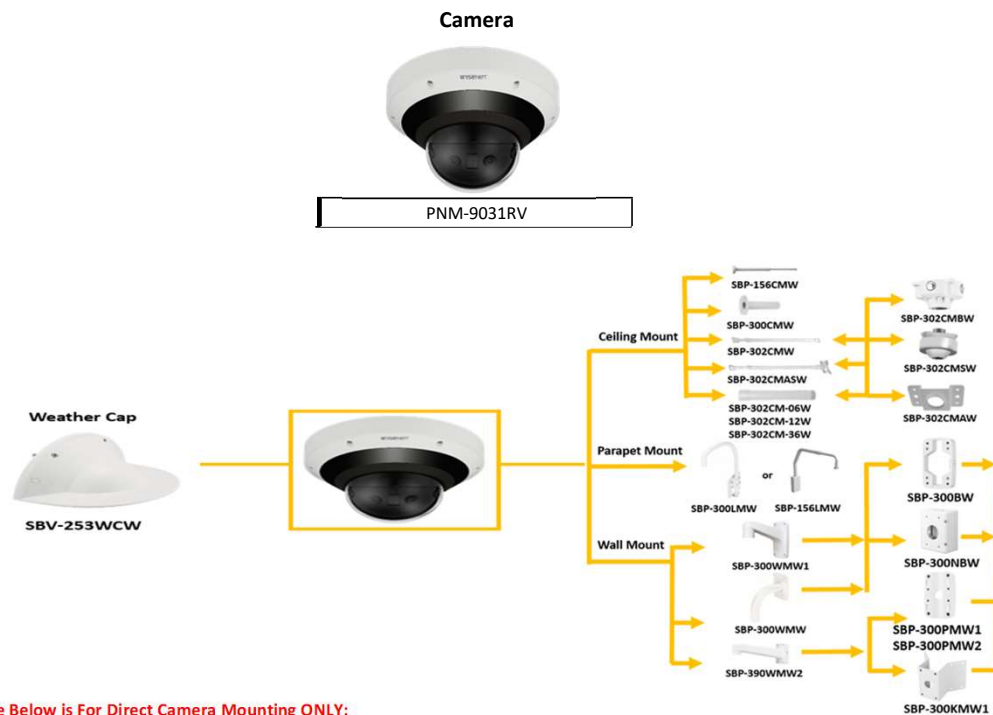 Camera
WISENET
PNM-9031RV
SBP-156CMW
SBP-300CMW
SBP-302CMBW
Ceiling Mount
SBP-302CMW
SBP-302CMSW
SBP-302CMASW
SBP-302CM-06W
SBP-302CM-12W
SBP-302CM-36W
SBP-302CMAW
Weather Cap
SBV-253WCW
Parapet Mount
or
SBP-300LMW
SBP-156LMW
SBP-300BW
Wall Mount
SBP-300WMW1
SBP-300NBW
SBP-300WMW
SBP-300PMW1
SBP-300PMW2
SBP-390WMW2
SBP-300KMW1
e Below is For Direct Camera Mounting ONLY: